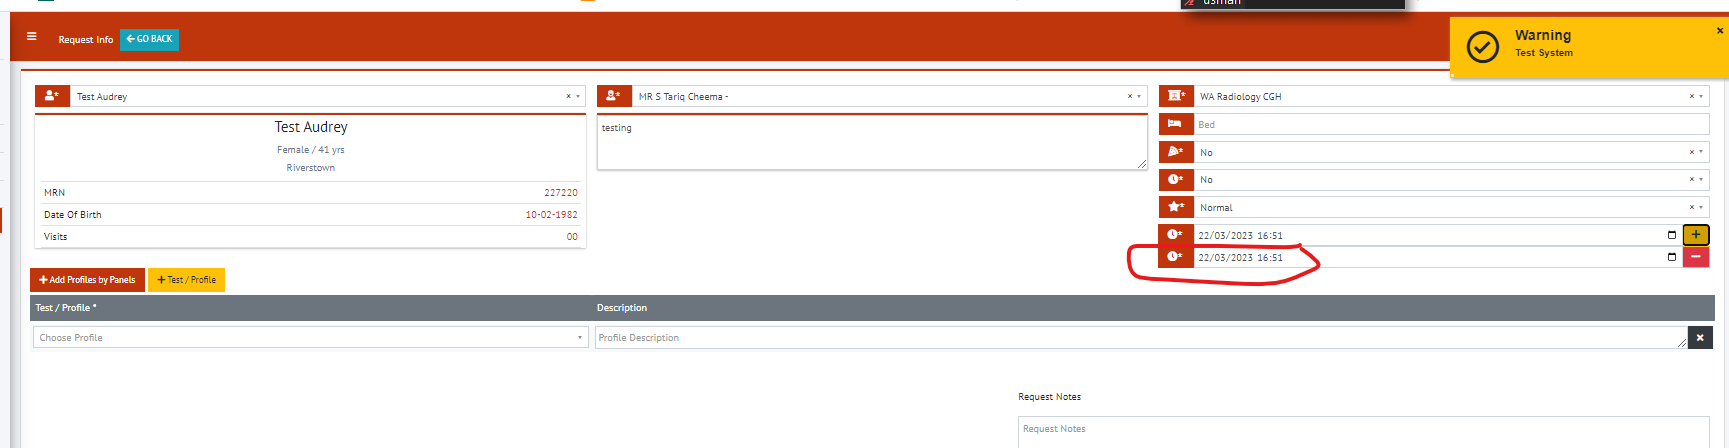 usman
Request Info GO BACK
Warning
Test System
×
* Test Audrey ×
* MR S Tariq Cheema - ×
* WA Radiology CGH ×
Test Audrey
Female / 41 yrs
Riverstown
MRN 227220
Date Of Birth 10-02-1982
Visits 00
testing
Bed
* No ×
* No ×
* Normal ×
* 22/03/2023 16:51 +
* 22/03/2023 16:51 −
+ Add Profiles by Panels + Test / Profile
Test / Profile * Description
Choose Profile Profile Description ×
Request Notes
Request Notes